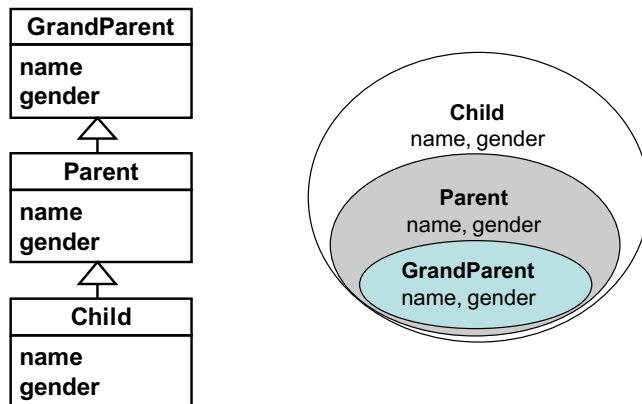 GrandParent
name
gender
Parent
name
gender
Child
name
gender
Child
name, gender
Parent
name, gender
GrandParent
name, gender